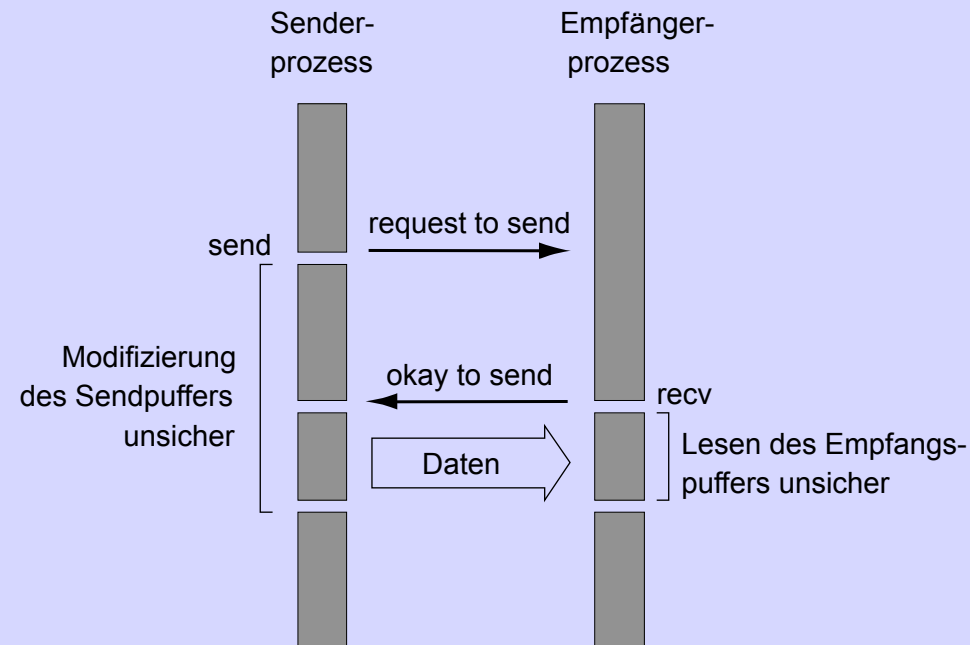 Sender-
prozess
Empfänger-
prozess
request to send
send
Modifizierung
des Sendpuffers
unsicher
okay to send
recv
Daten
Lesen des Empfangs-
puffers unsicher